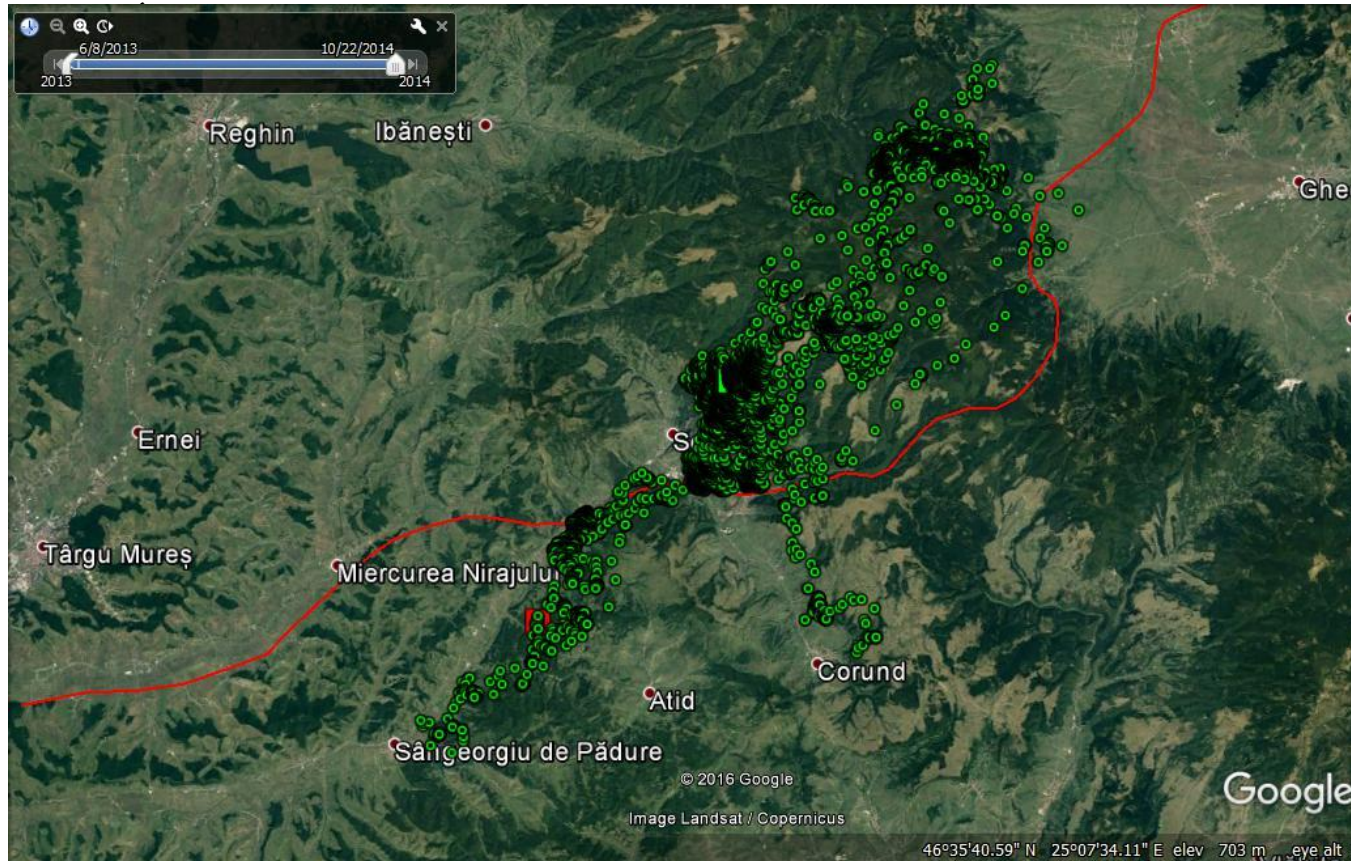 6/8/2013 10/22/2014
2013 2014
Reghin
Ibănești
Ghe
Ernei
S
Târgu Mureș
Miercurea Nirajului
Corund
Atid
Sângeorgiu de Pădure
© 2016 Google
Google
Image Landsat / Copernicus
46°35'40.59" N 25°07'34.11" E elev 703 m eye alt